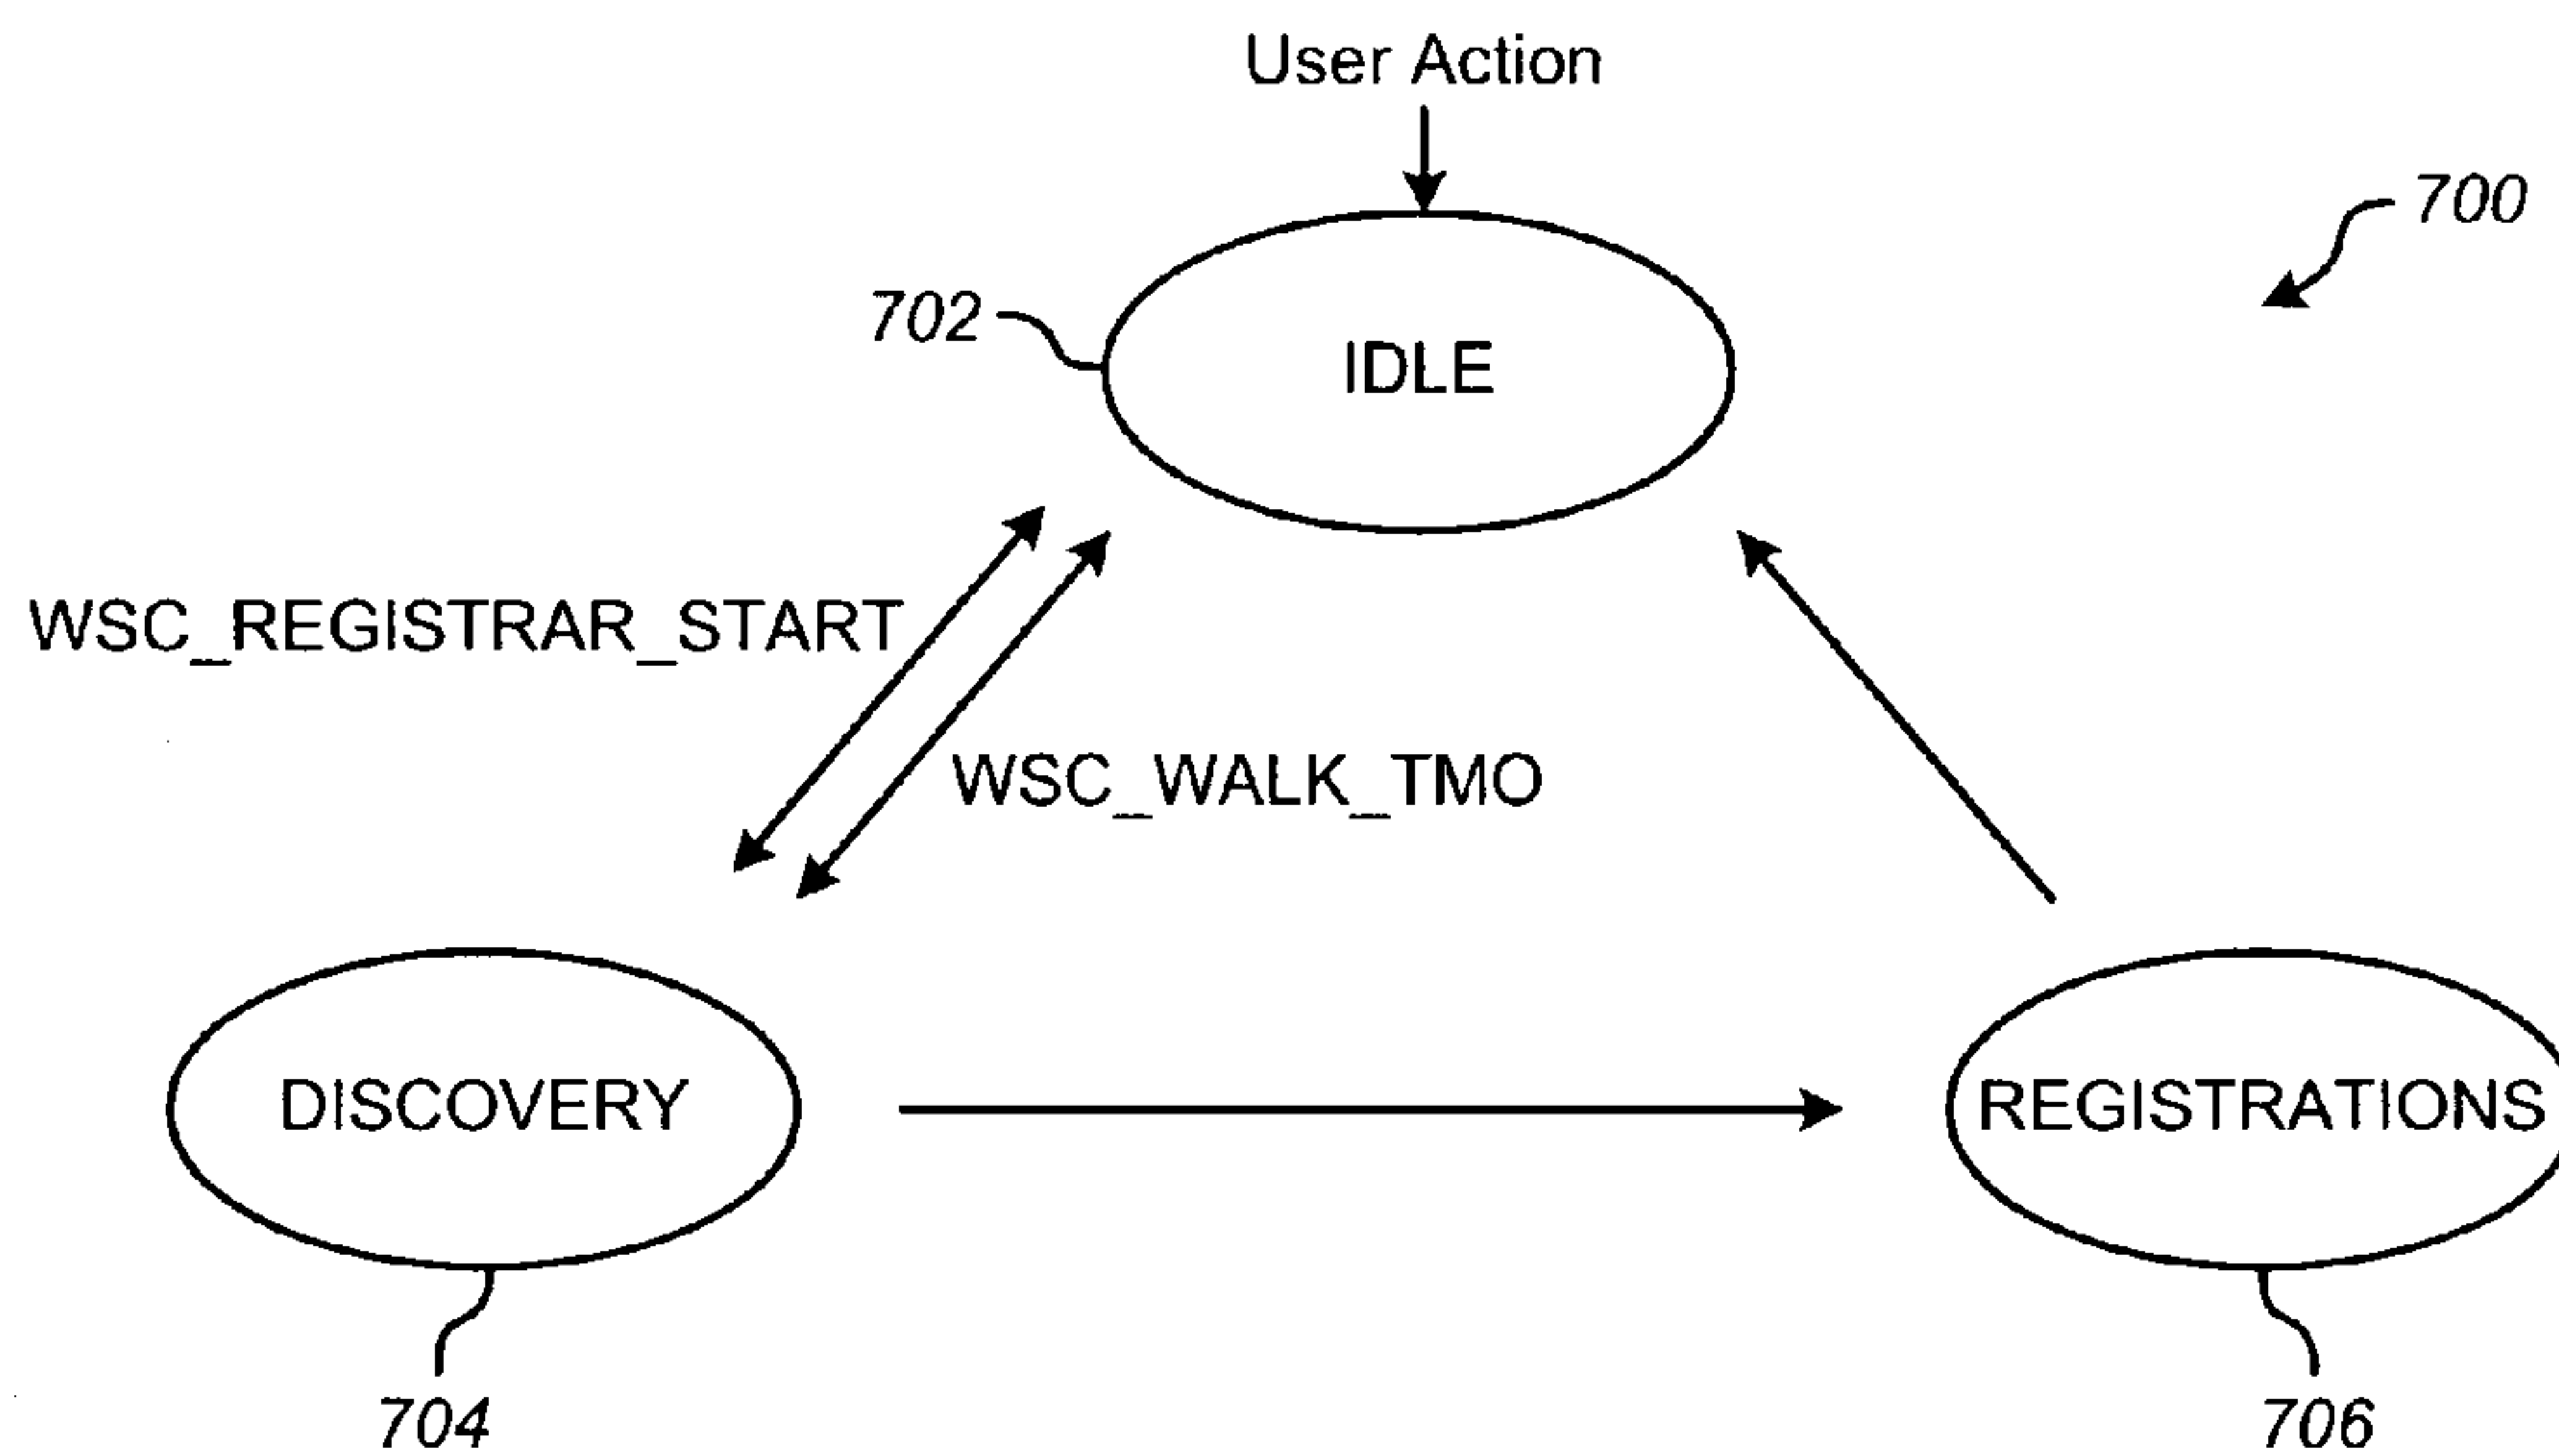 User Action
700
702
IDLE
WSC_REGISTRAR_START
WSC_WALK_TMO
DISCOVERY
REGISTRATIONS
704
706